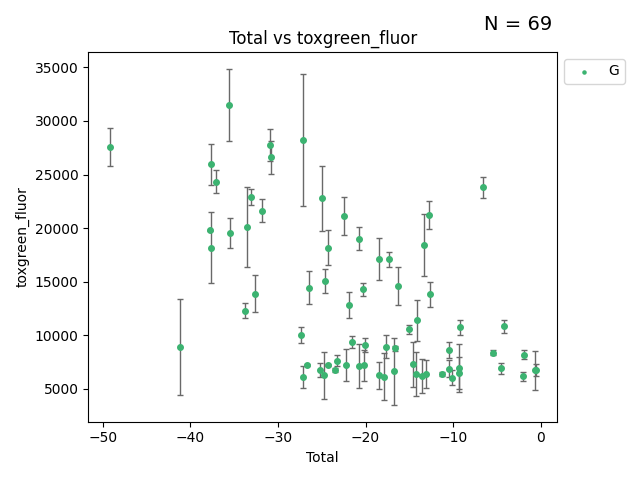 N = 69
Total vs toxgreen_fluor
G
35000
30000
25000
20000
15000
10000
5000
toxgreen_fluor
−50 −40 −30 −20 −10 0
Total